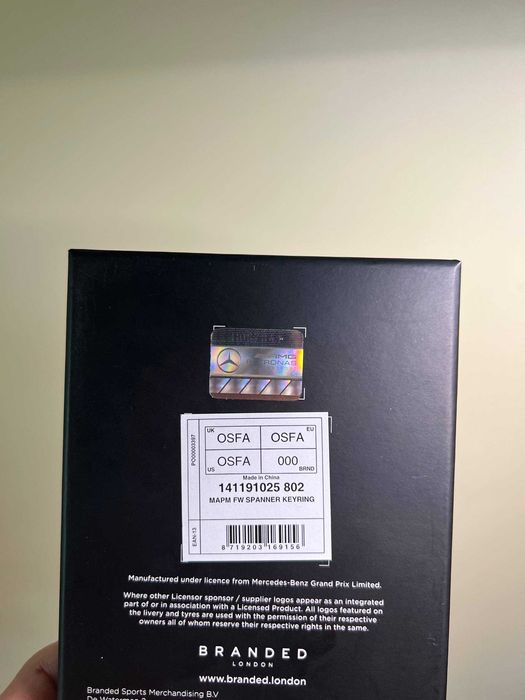 AMG
PETRONAS
UK OSFA OSFA EU
US OSFA 000 BRND
PO00003397
Made in China
141191025 802
MAPM FW SPANNER KEYRING
EAN-13
8 719203 169156
Manufactured under licence from Mercedes-Benz Grand Prix Limited.
Where other Licensor sponsor / supplier logos appear as an integrated
part of or in association with a Licensed Product. All logos featured on
the livery and tyres are used with the permission of their respective
owners all of whom reserve their respective rights in the same.
BRANDED
LONDON
www.branded.london
Branded Sports Merchandising B.V